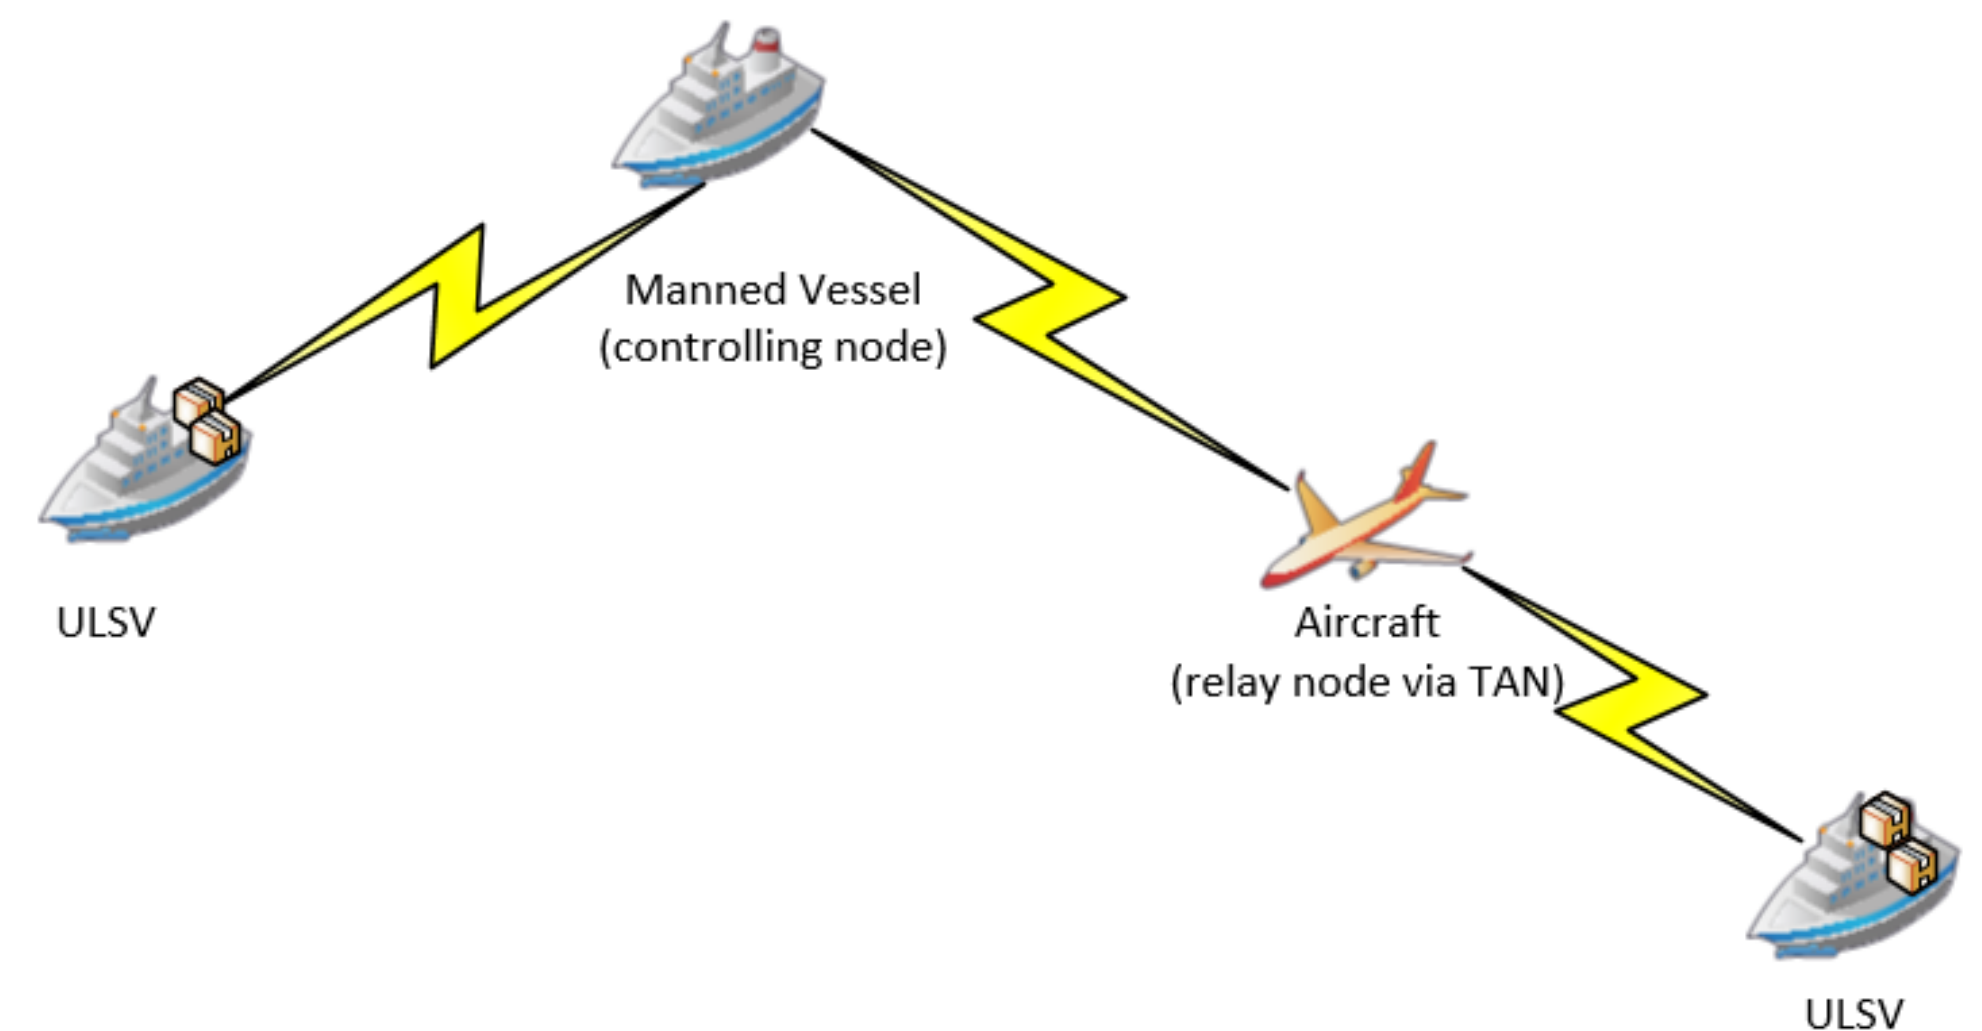 Manned Vessel
(controlling node)
ULSV
Aircraft
(relay node via TAN)
ULSV